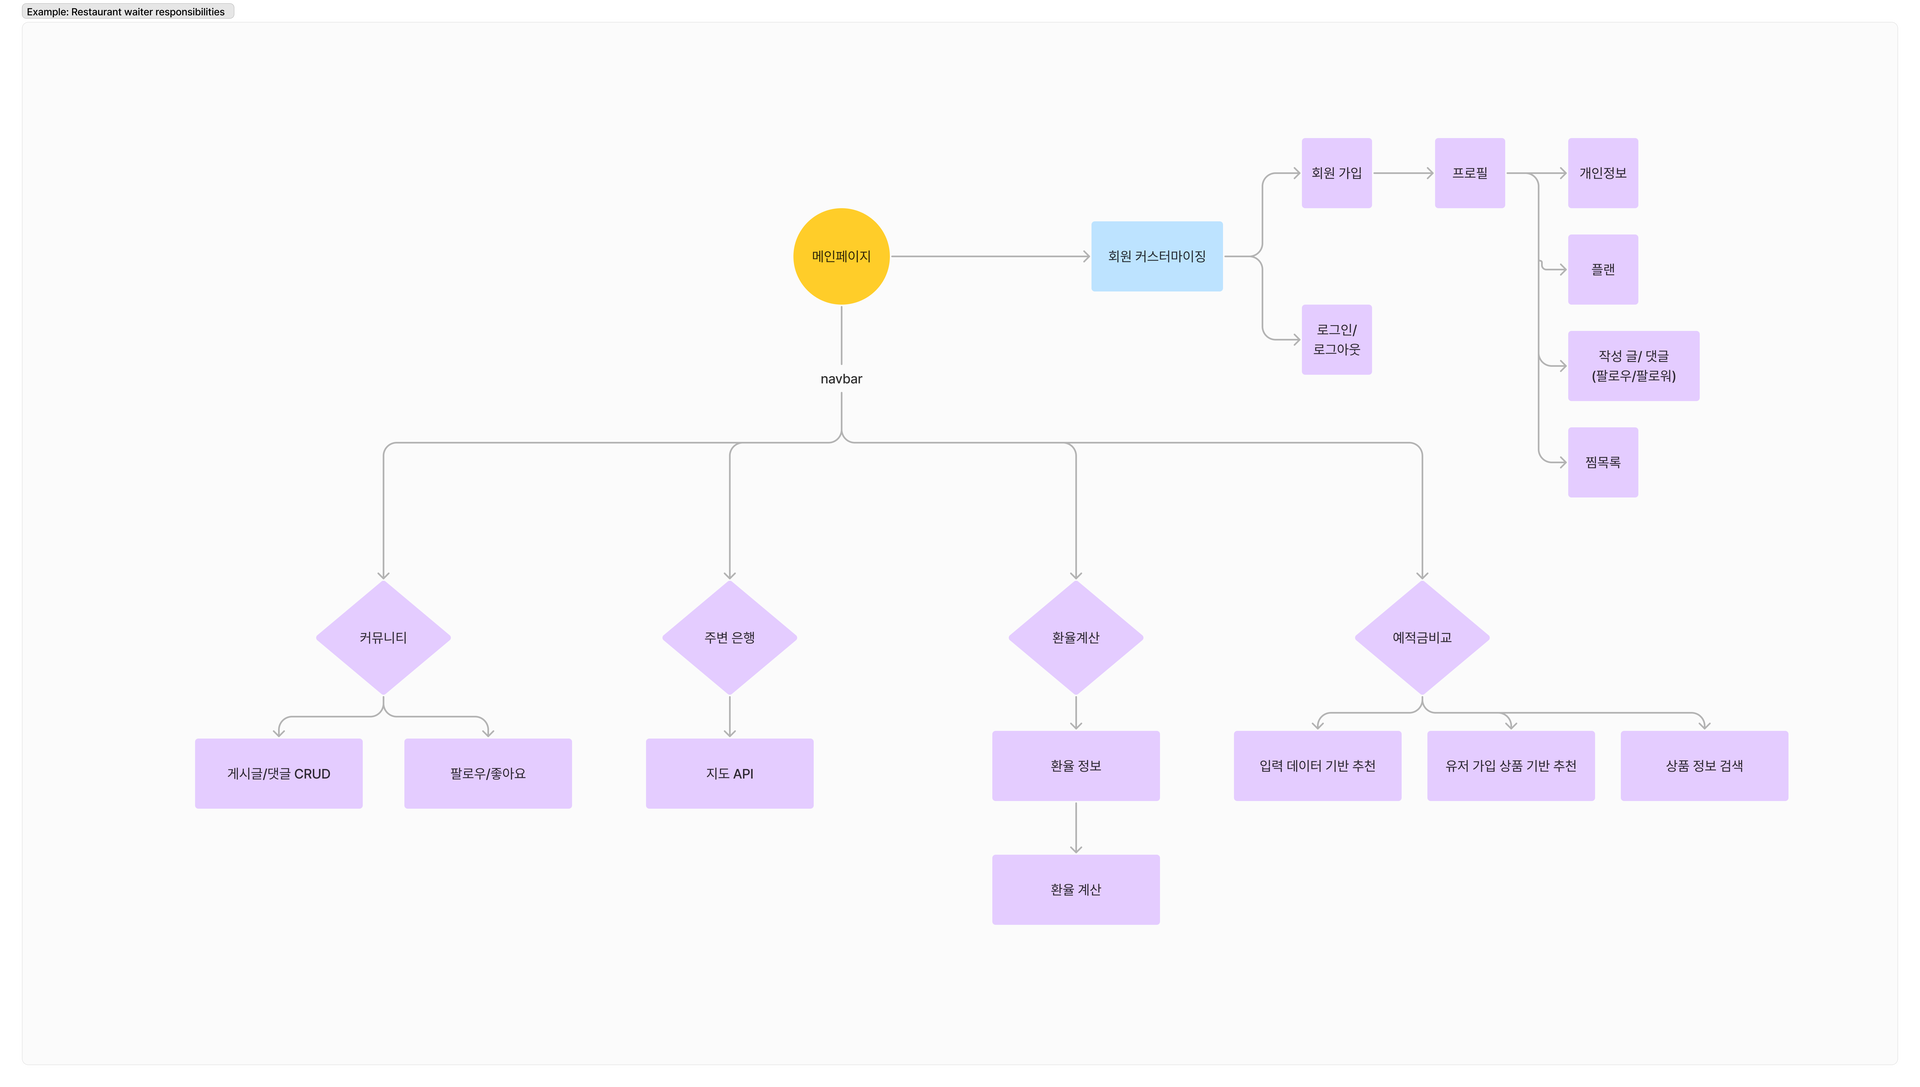 Example: Restaurant waiter responsibilities
회원 가입
프로필
개인정보
메인페이지
회원 커스터마이징
플랜
로그인/
로그아웃
작성 글/ 댓글
(팔로우/팔로워)
navbar
찜목록
커뮤니티
주변 은행
환율계산
예적금비교
게시글/댓글 CRUD
팔로우/좋아요
지도 API
환율 정보
입력 데이터 기반 추천
유저 가입 상품 기반 추천
상품 정보 검색
환율 계산